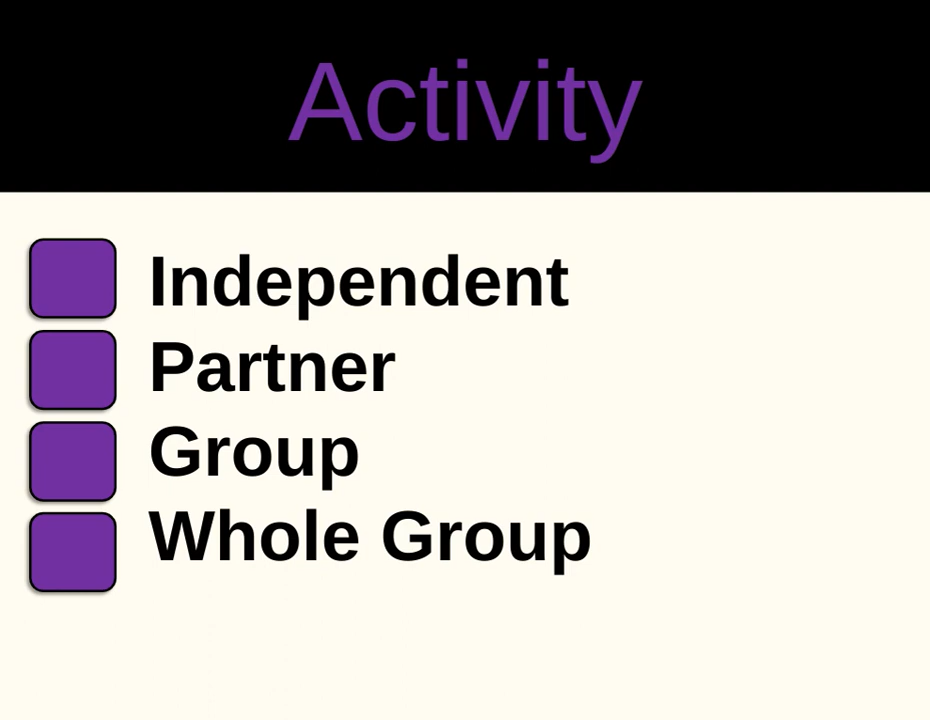 Activity
Independent
Partner
Group
Whole Group